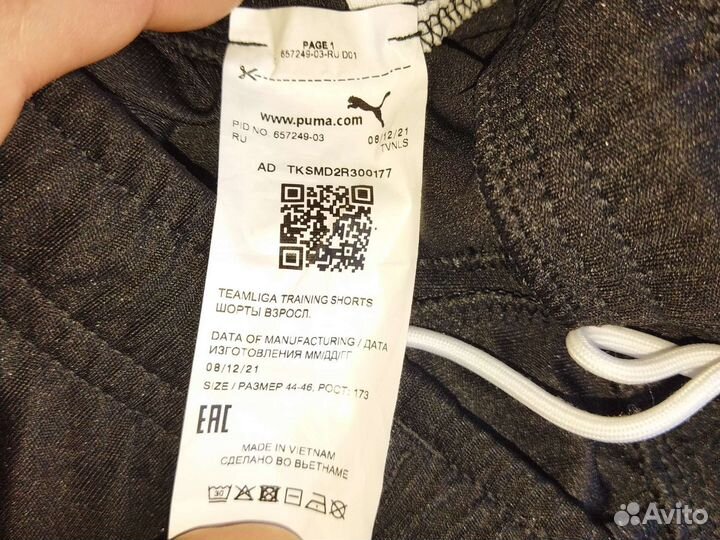 PAGE 1
657249-03-RU D01
www.puma.com
PID NO. 657249-03 08/12/21
RU TVNLS
AD TKSMD2R300177
TEAMLIGA TRAINING SHORTS
ШОРТЫ ВЗРОСЛ.
DATA OF MANUFACTURING / ДАТА
ИЗГОТОВЛЕНИЯ ММ/ДД/ГГ
08/12/21
SIZE / РАЗМЕР 44-46, РОСТ: 173
EAC
MADE IN VIETNAM
СДЕЛАНО ВО ВЬЕТНАМЕ
30
Avito